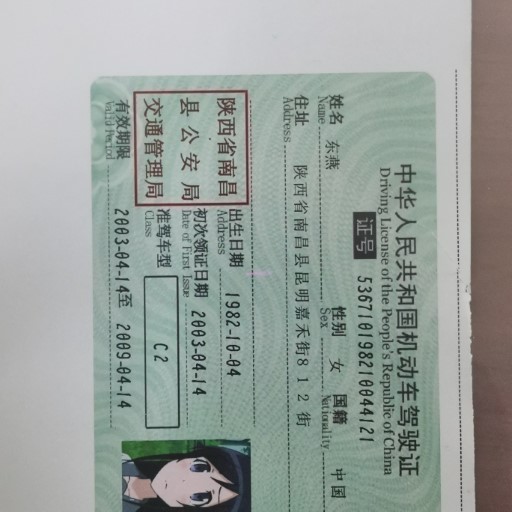 中华人民共和国机动车驾驶证
Driving License of the People's Republic of China
证号 536710198210044121
姓名 东燕 性别 女 国籍 中国
Name Sex Nationality
住址 陕西省南昌县昆明嘉禾街812街
Address
陕西省南昌
县公安局
交通管理局
出生日期 1982-10-04
Address
初次领证日期 2003-04-14
Date of First Issue
准驾车型 C2
Class
有效期限 2003-04-14至 2009-04-14
Valid Period